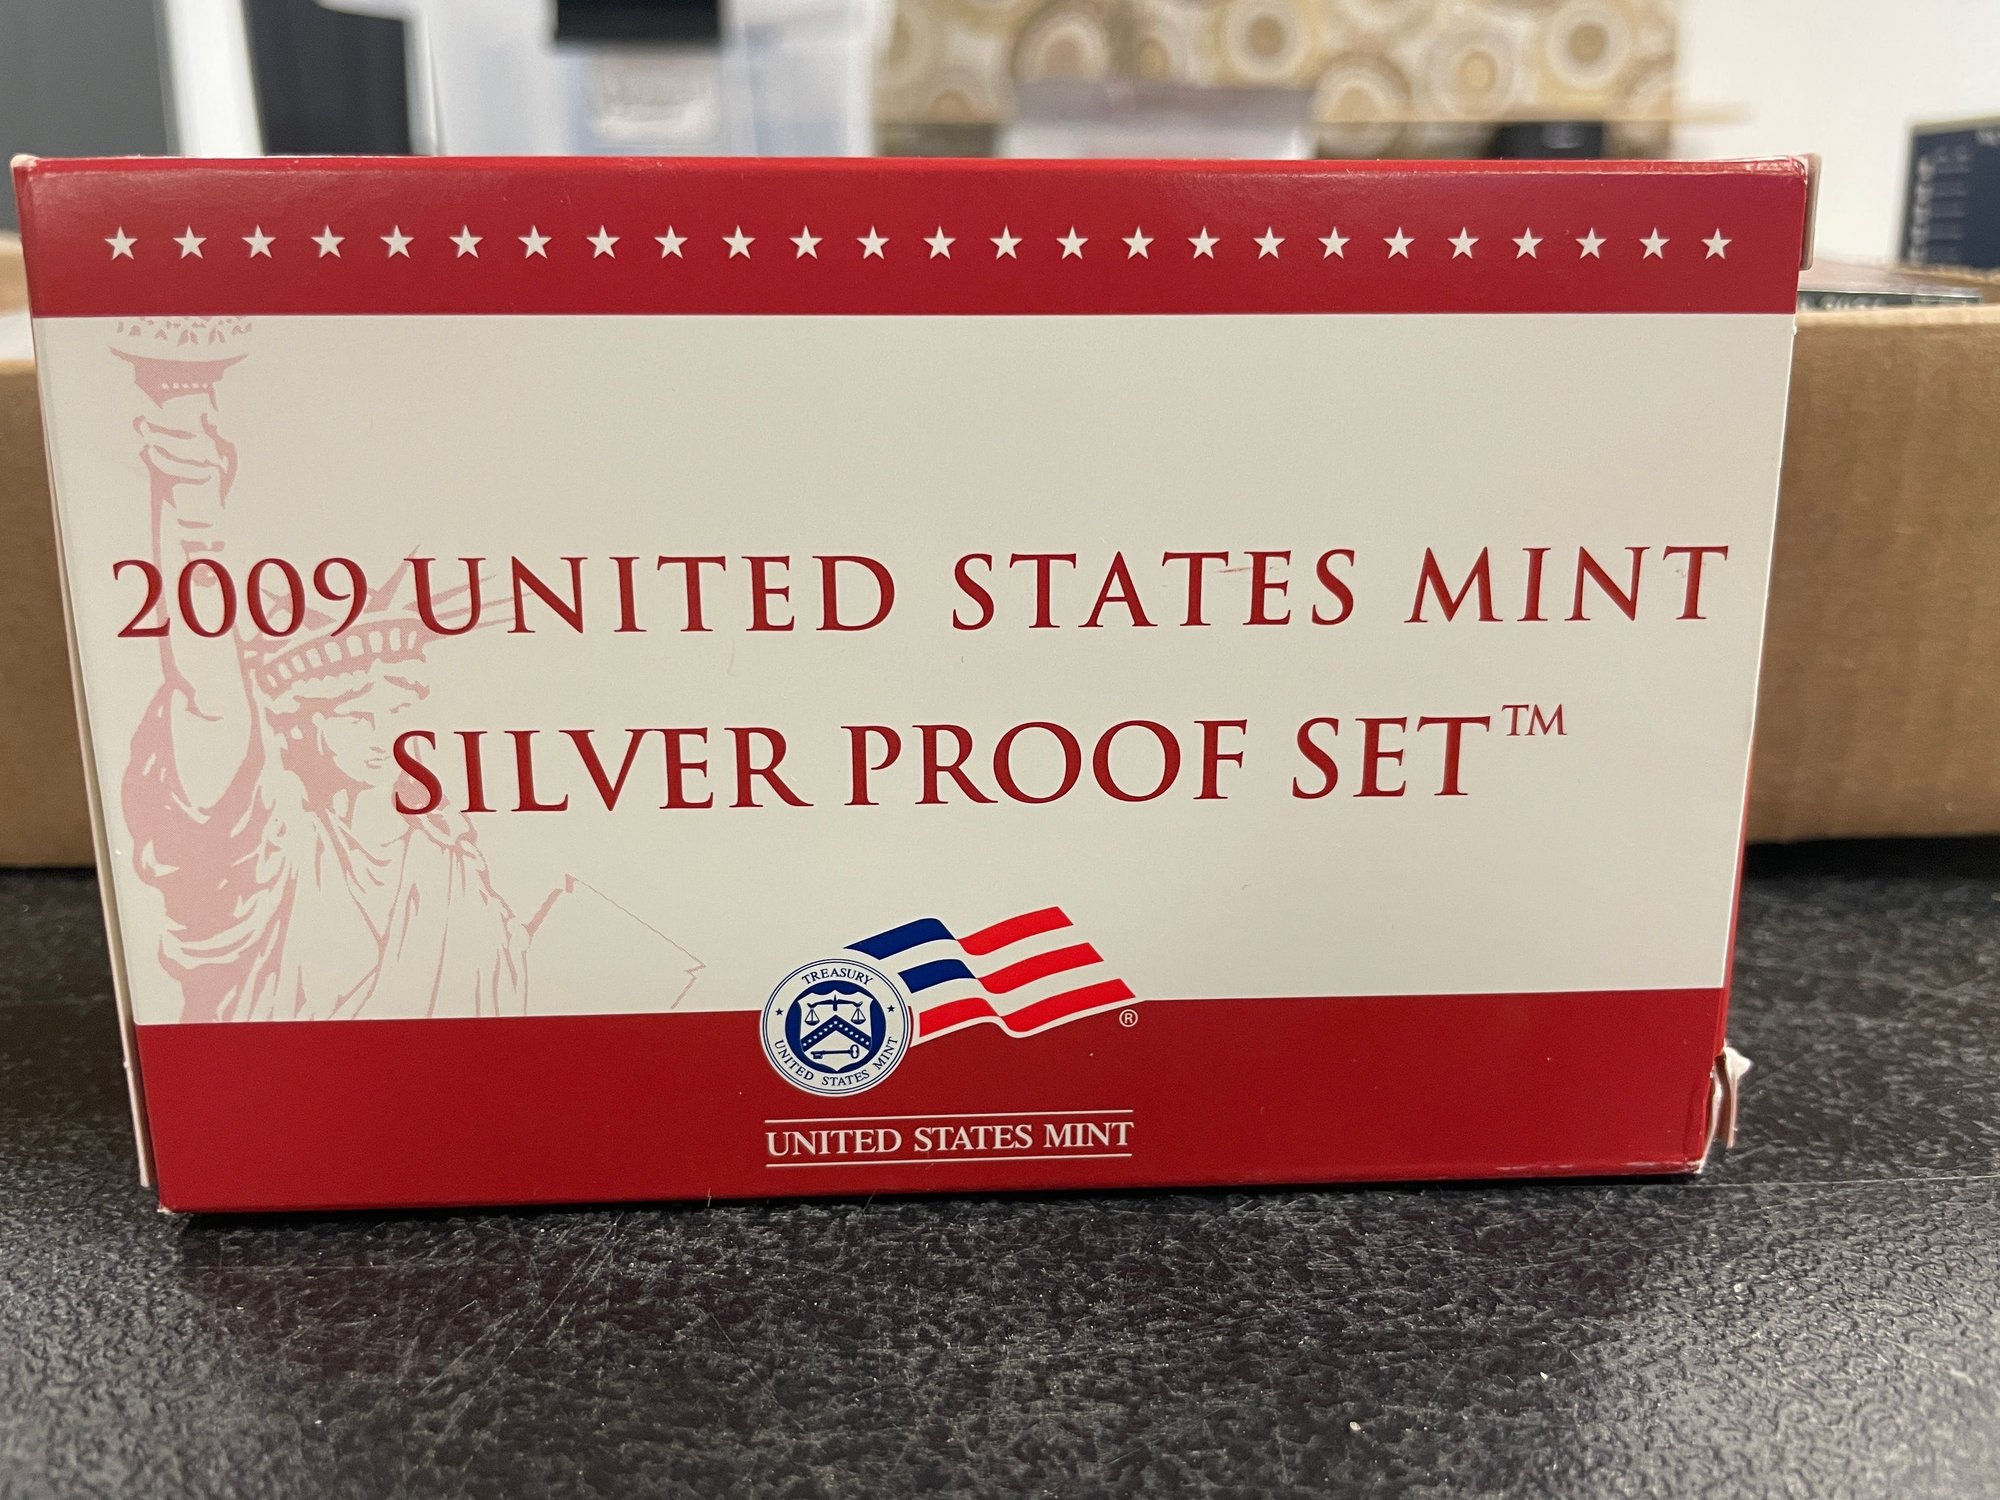 2009 UNITED STATES MINT
SILVER PROOF SET™
TREASURY
UNITED STATES MINT
®
UNITED STATES MINT